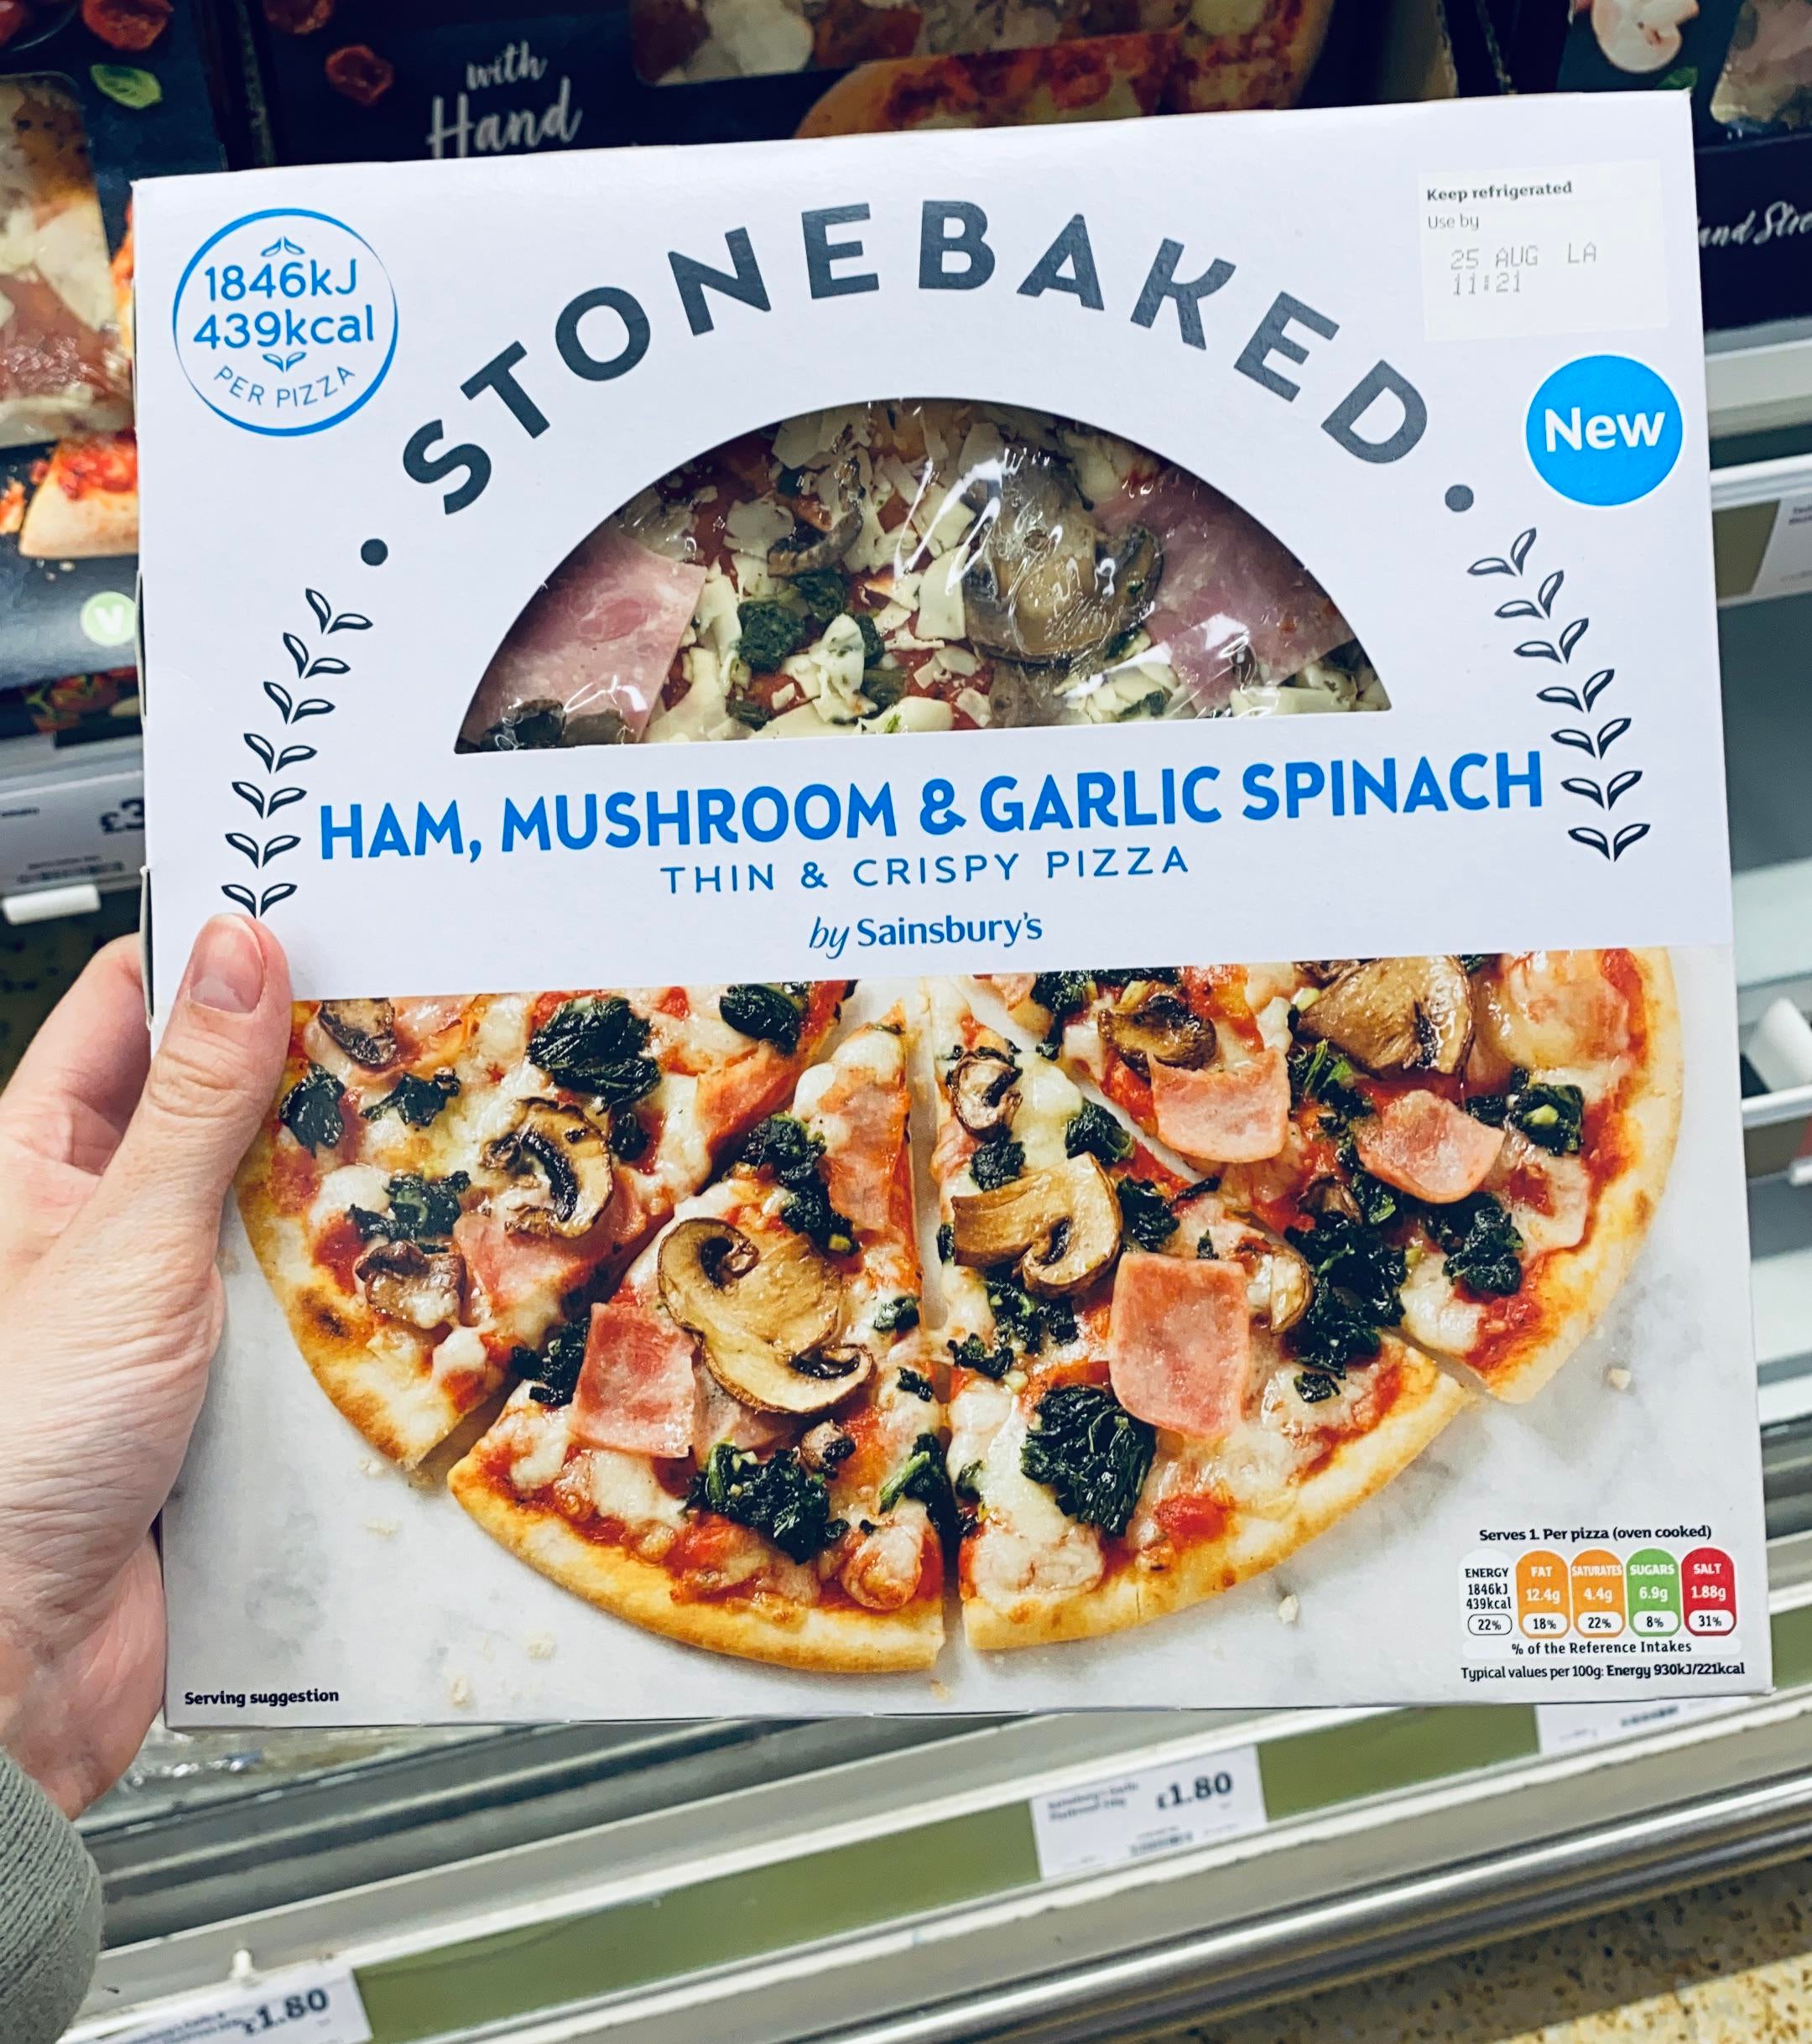 with
Hand
and Stre
1846kJ
439kcal
PER PIZZA
STONEBAKED
Keep refrigerated
Use by
25 AUG LA
11:21
New
V
£3
HAM, MUSHROOM & GARLIC SPINACH
THIN & CRISPY PIZZA
by Sainsbury's
Serves 1. Per pizza (oven cooked)
ENERGY FAT SATURATES SUGARS SALT
1846kJ 12.4g 4.4g 6.9g 1.88g
439kcal
22% 18% 22% 8% 31%
% of the Reference Intakes
Typical values per 100g: Energy 930kJ/221kcal
Serving suggestion
£1.80
£1.80